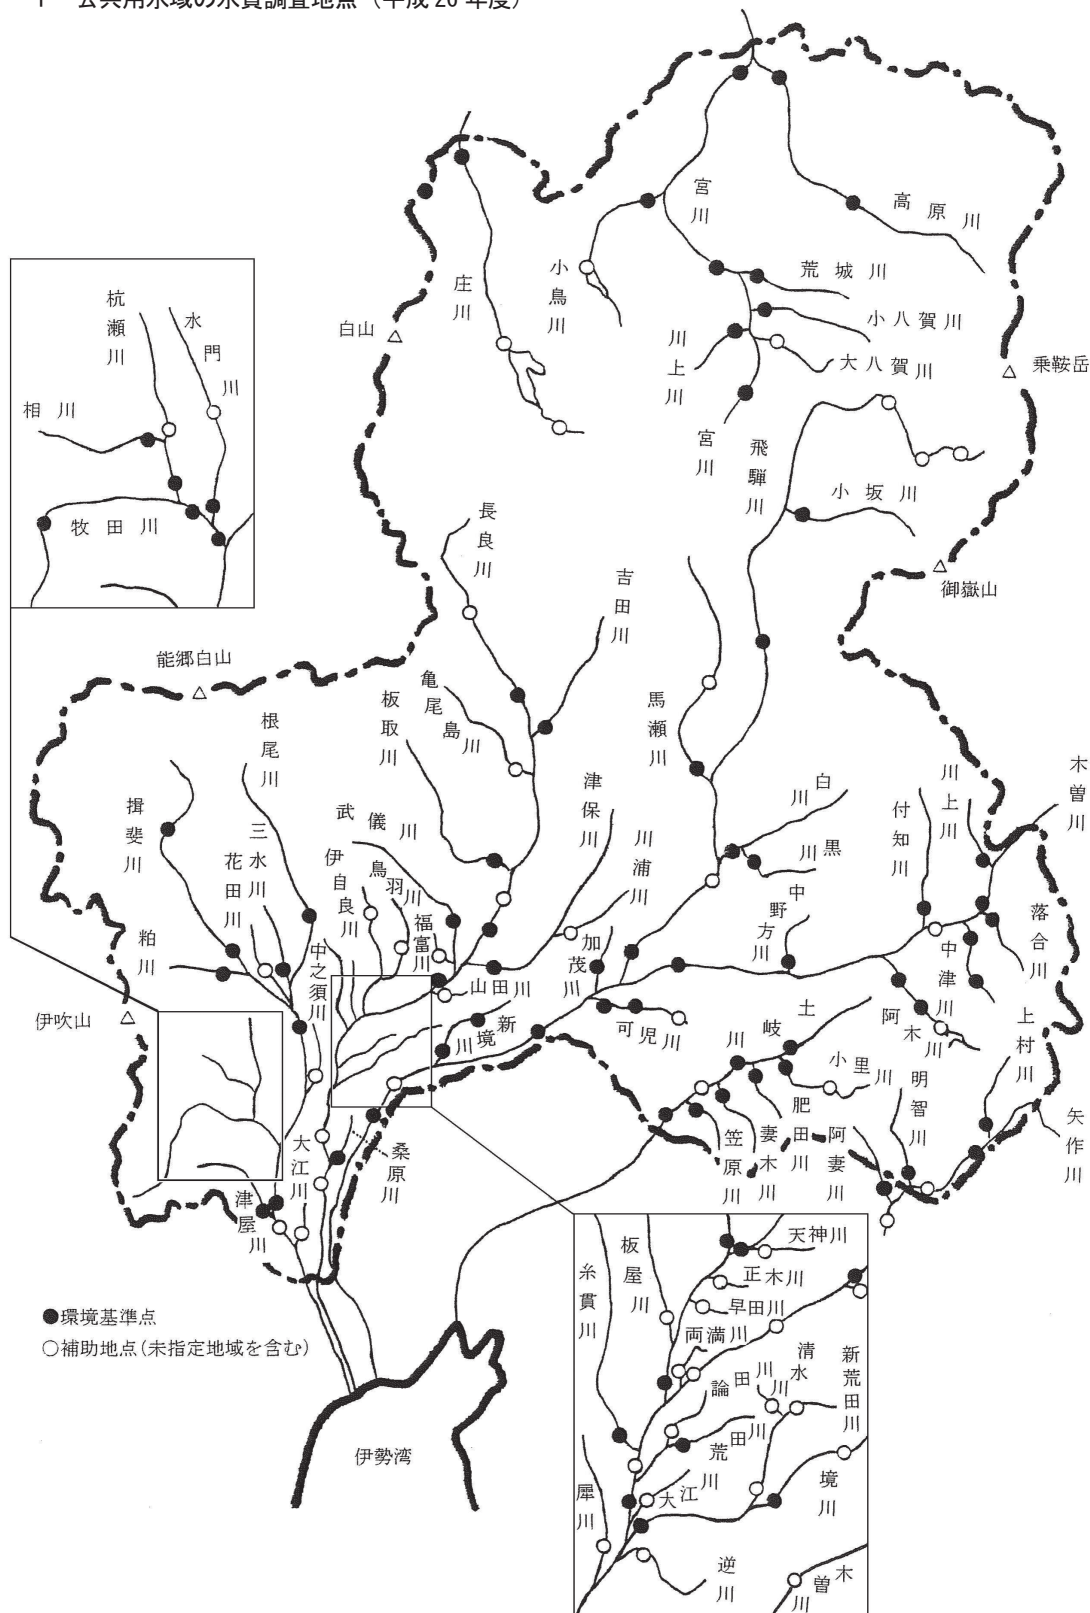 1 公共用水域の水質調査地点（平成26年度）
宮川
高原川
庄川
小鳥川
荒城川
小八賀川
大八賀川
川上川
宮川
白山
乗鞍岳
杭瀬川
水門川
相川
牧田川
飛騨川
小坂川
御嶽山
長良川
吉田川
能郷白山
亀尾島川
板取川
馬瀬川
根尾川
揖斐川
三水川
花田川
武儀川
鳥羽川
伊自良川
福富川
津保川
川浦川
白川
黒川
付知川
川上川
木曽川
落合川
粕川
中之須川
加茂川
中野方川
山田川
新境川
可児川
中津川
阿木川
伊吹山
土岐川
小里川
明智川
上村川
矢作川
大江川
桑原川
津屋川
笠原川
妻木川
肥田川
阿妻川
●環境基準点
○補助地点(未指定地域を含む)
伊勢湾
糸貫川
板屋川
天神川
正木川
早田川
両満川
論田川
清水川
新荒田川
荒田川
境川
大江川
犀川
逆川
木曽川